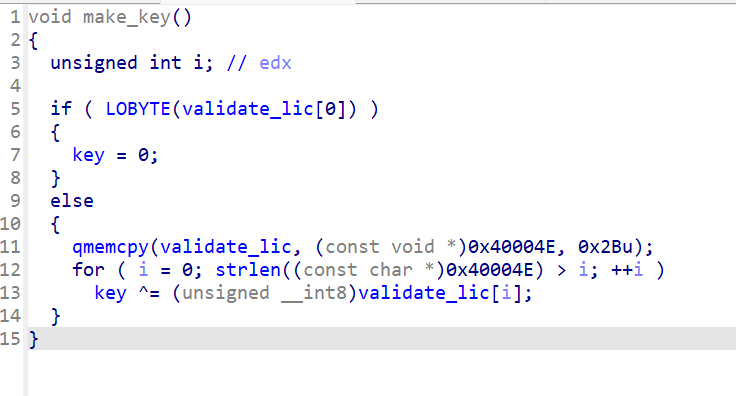 1 void make_key()
2 {
3   unsigned int i; // edx
4
5   if ( LOBYTE(validate_lic[0]) )
6   {
7     key = 0;
8   }
9   else
10   {
11     qmemcpy(validate_lic, (const void *)0x40004E, 0x2Bu);
12     for ( i = 0; strlen((const char *)0x40004E) > i; ++i )
13       key ^= (unsigned __int8)validate_lic[i];
14   }
15 }